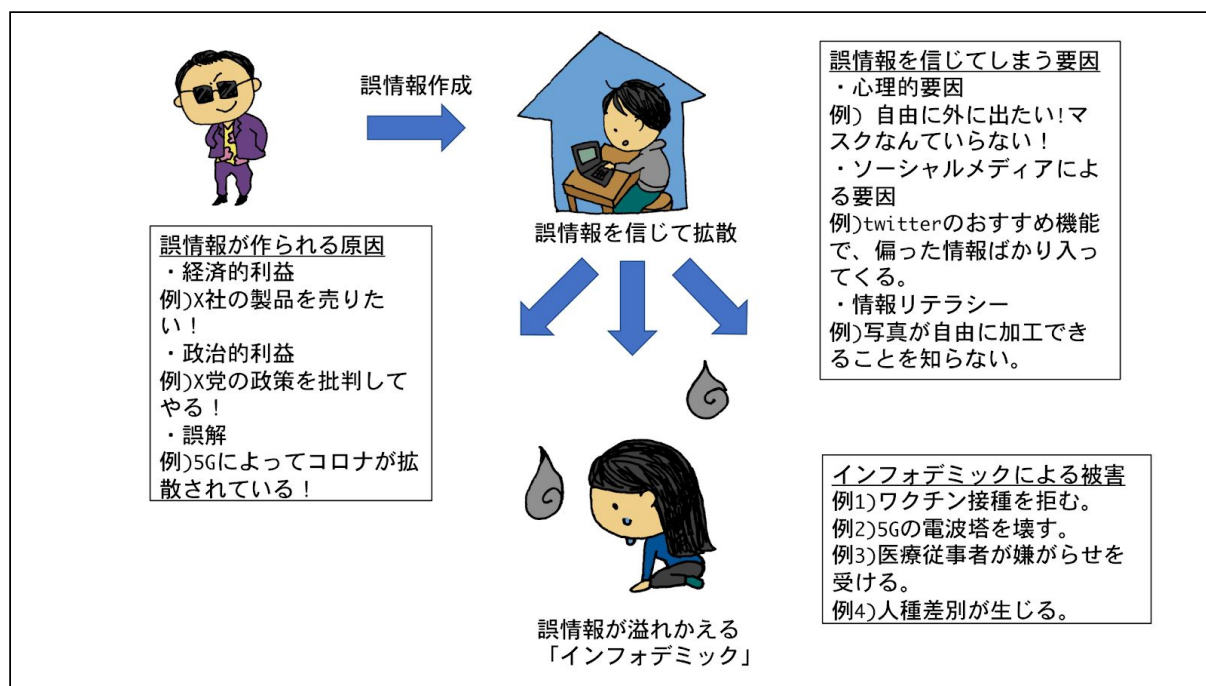 誤情報作成
誤情報を信じて拡散
誤情報が作られる原因
・経済的利益
例)X社の製品を売りた
い！
・政治的利益
例)X党の政策を批判して
やる！
・誤解
例)5Gによってコロナが拡
散されている！
誤情報を信じてしまう要因
・心理的要因
例) 自由に外に出たい!マ
スクなんていらない！
・ソーシャルメディアによ
る要因
例)twitterのおすすめ機能
で、偏った情報ばかり入っ
てくる。
・情報リテラシー
例)写真が自由に加工でき
ることを知らない。
誤情報が溢れかえる
「インフォデミック」
インフォデミックによる被害
例1)ワクチン接種を拒む。
例2)5Gの電波塔を壊す。
例3)医療従事者が嫌がらせを
受ける。
例4)人種差別が生じる。